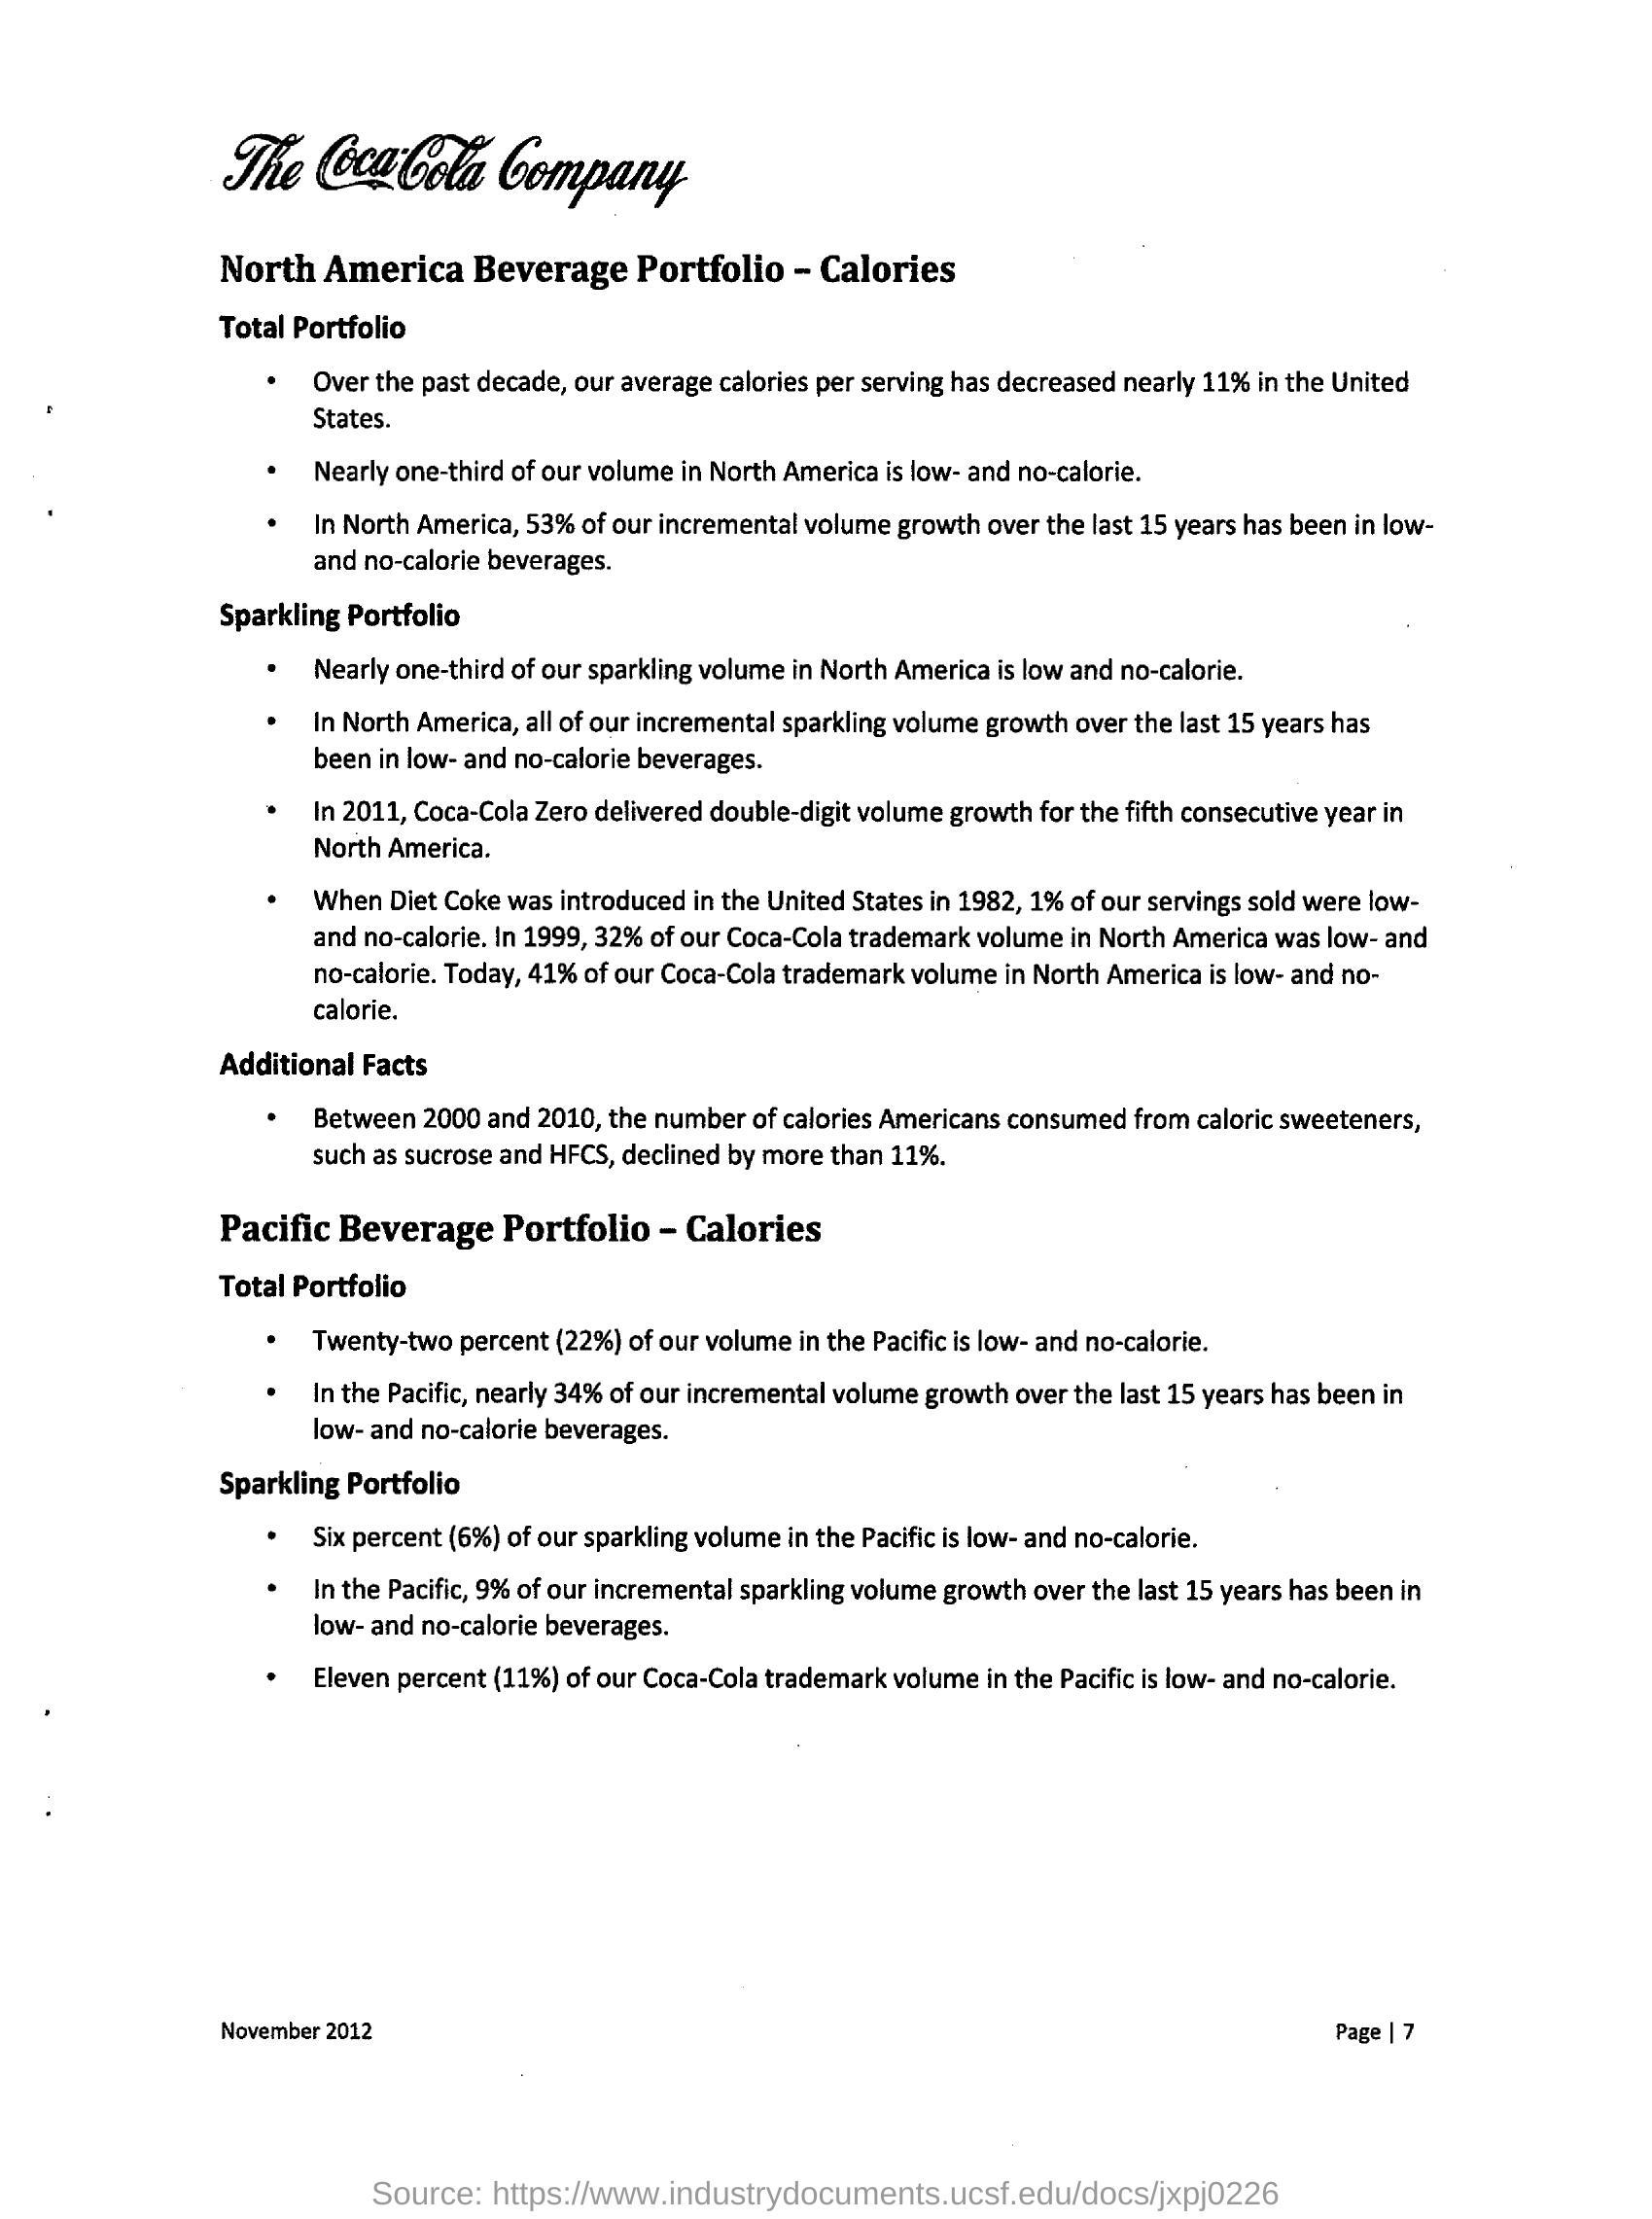 The Coca-Cola Company
North America Beverage Portfolio – Calories
Total Portfolio
• Over the past decade, our average calories per serving has decreased nearly 11% in the United
States.
• Nearly one-third of our volume in North America is low- and no-calorie.
• In North America, 53% of our incremental volume growth over the last 15 years has been in low-
and no-calorie beverages.
Sparkling Portfolio
• Nearly one-third of our sparkling volume in North America is low and no-calorie.
• In North America, all of our incremental sparkling volume growth over the last 15 years has
been in low- and no-calorie beverages.
• In 2011, Coca-Cola Zero delivered double-digit volume growth for the fifth consecutive year in
North America.
• When Diet Coke was introduced in the United States in 1982, 1% of our servings sold were low-
and no-calorie. In 1999, 32% of our Coca-Cola trademark volume in North America was low- and
no-calorie. Today, 41% of our Coca-Cola trademark volume in North America is low- and no-
calorie.
Additional Facts
• Between 2000 and 2010, the number of calories Americans consumed from caloric sweeteners,
such as sucrose and HFCS, declined by more than 11%.
Pacific Beverage Portfolio – Calories
Total Portfolio
• Twenty-two percent (22%) of our volume in the Pacific is low- and no-calorie.
• In the Pacific, nearly 34% of our incremental volume growth over the last 15 years has been in
low- and no-calorie beverages.
Sparkling Portfolio
• Six percent (6%) of our sparkling volume in the Pacific is low- and no-calorie.
• In the Pacific, 9% of our incremental sparkling volume growth over the last 15 years has been in
low- and no-calorie beverages.
• Eleven percent (11%) of our Coca-Cola trademark volume in the Pacific is low- and no-calorie.
November 2012 Page | 7
Source: https://www.industrydocuments.ucsf.edu/docs/jxpj0226